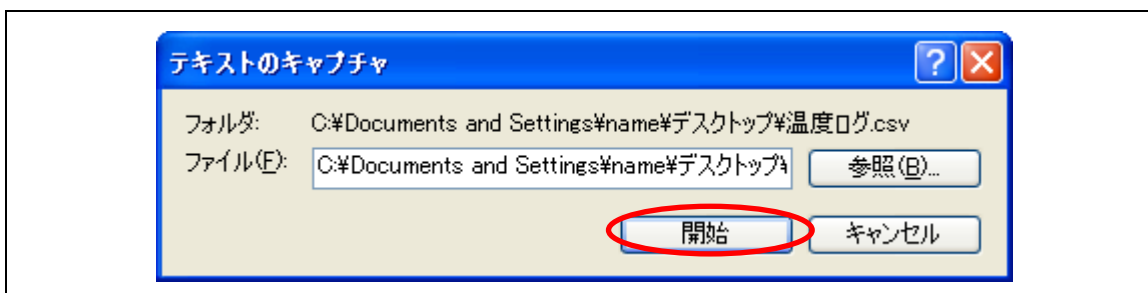 テキストのキャプチャ
フォルダ: C:¥Documents and Settings¥name¥デスクトップ¥温度ログ.csv
ファイル(F): C:¥Documents and Settings¥name¥デスクトップ¥ 参照(B)...
開始 キャンセル